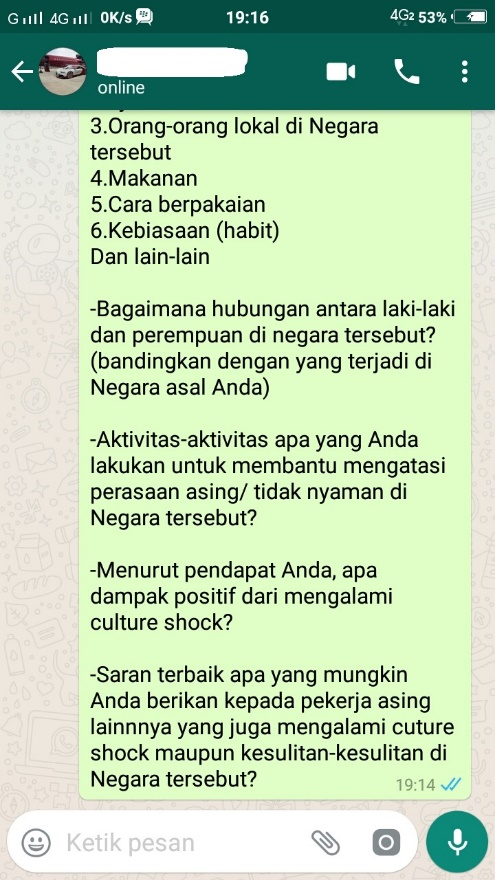 G 4G 0K/s 19:16 4G2 53%
online
3.Orang-orang lokal di Negara
tersebut
4.Makanan
5.Cara berpakaian
6.Kebiasaan (habit)
Dan lain-lain
-Bagaimana hubungan antara laki-laki
dan perempuan di negara tersebut?
(bandingkan dengan yang terjadi di
Negara asal Anda)
-Aktivitas-aktivitas apa yang Anda
lakukan untuk membantu mengatasi
perasaan asing/ tidak nyaman di
Negara tersebut?
-Menurut pendapat Anda, apa
dampak positif dari mengalami
culture shock?
-Saran terbaik apa yang mungkin
Anda berikan kepada pekerja asing
lainnnya yang juga mengalami cuture
shock maupun kesulitan-kesulitan di
Negara tersebut?
19:14
Ketik pesan